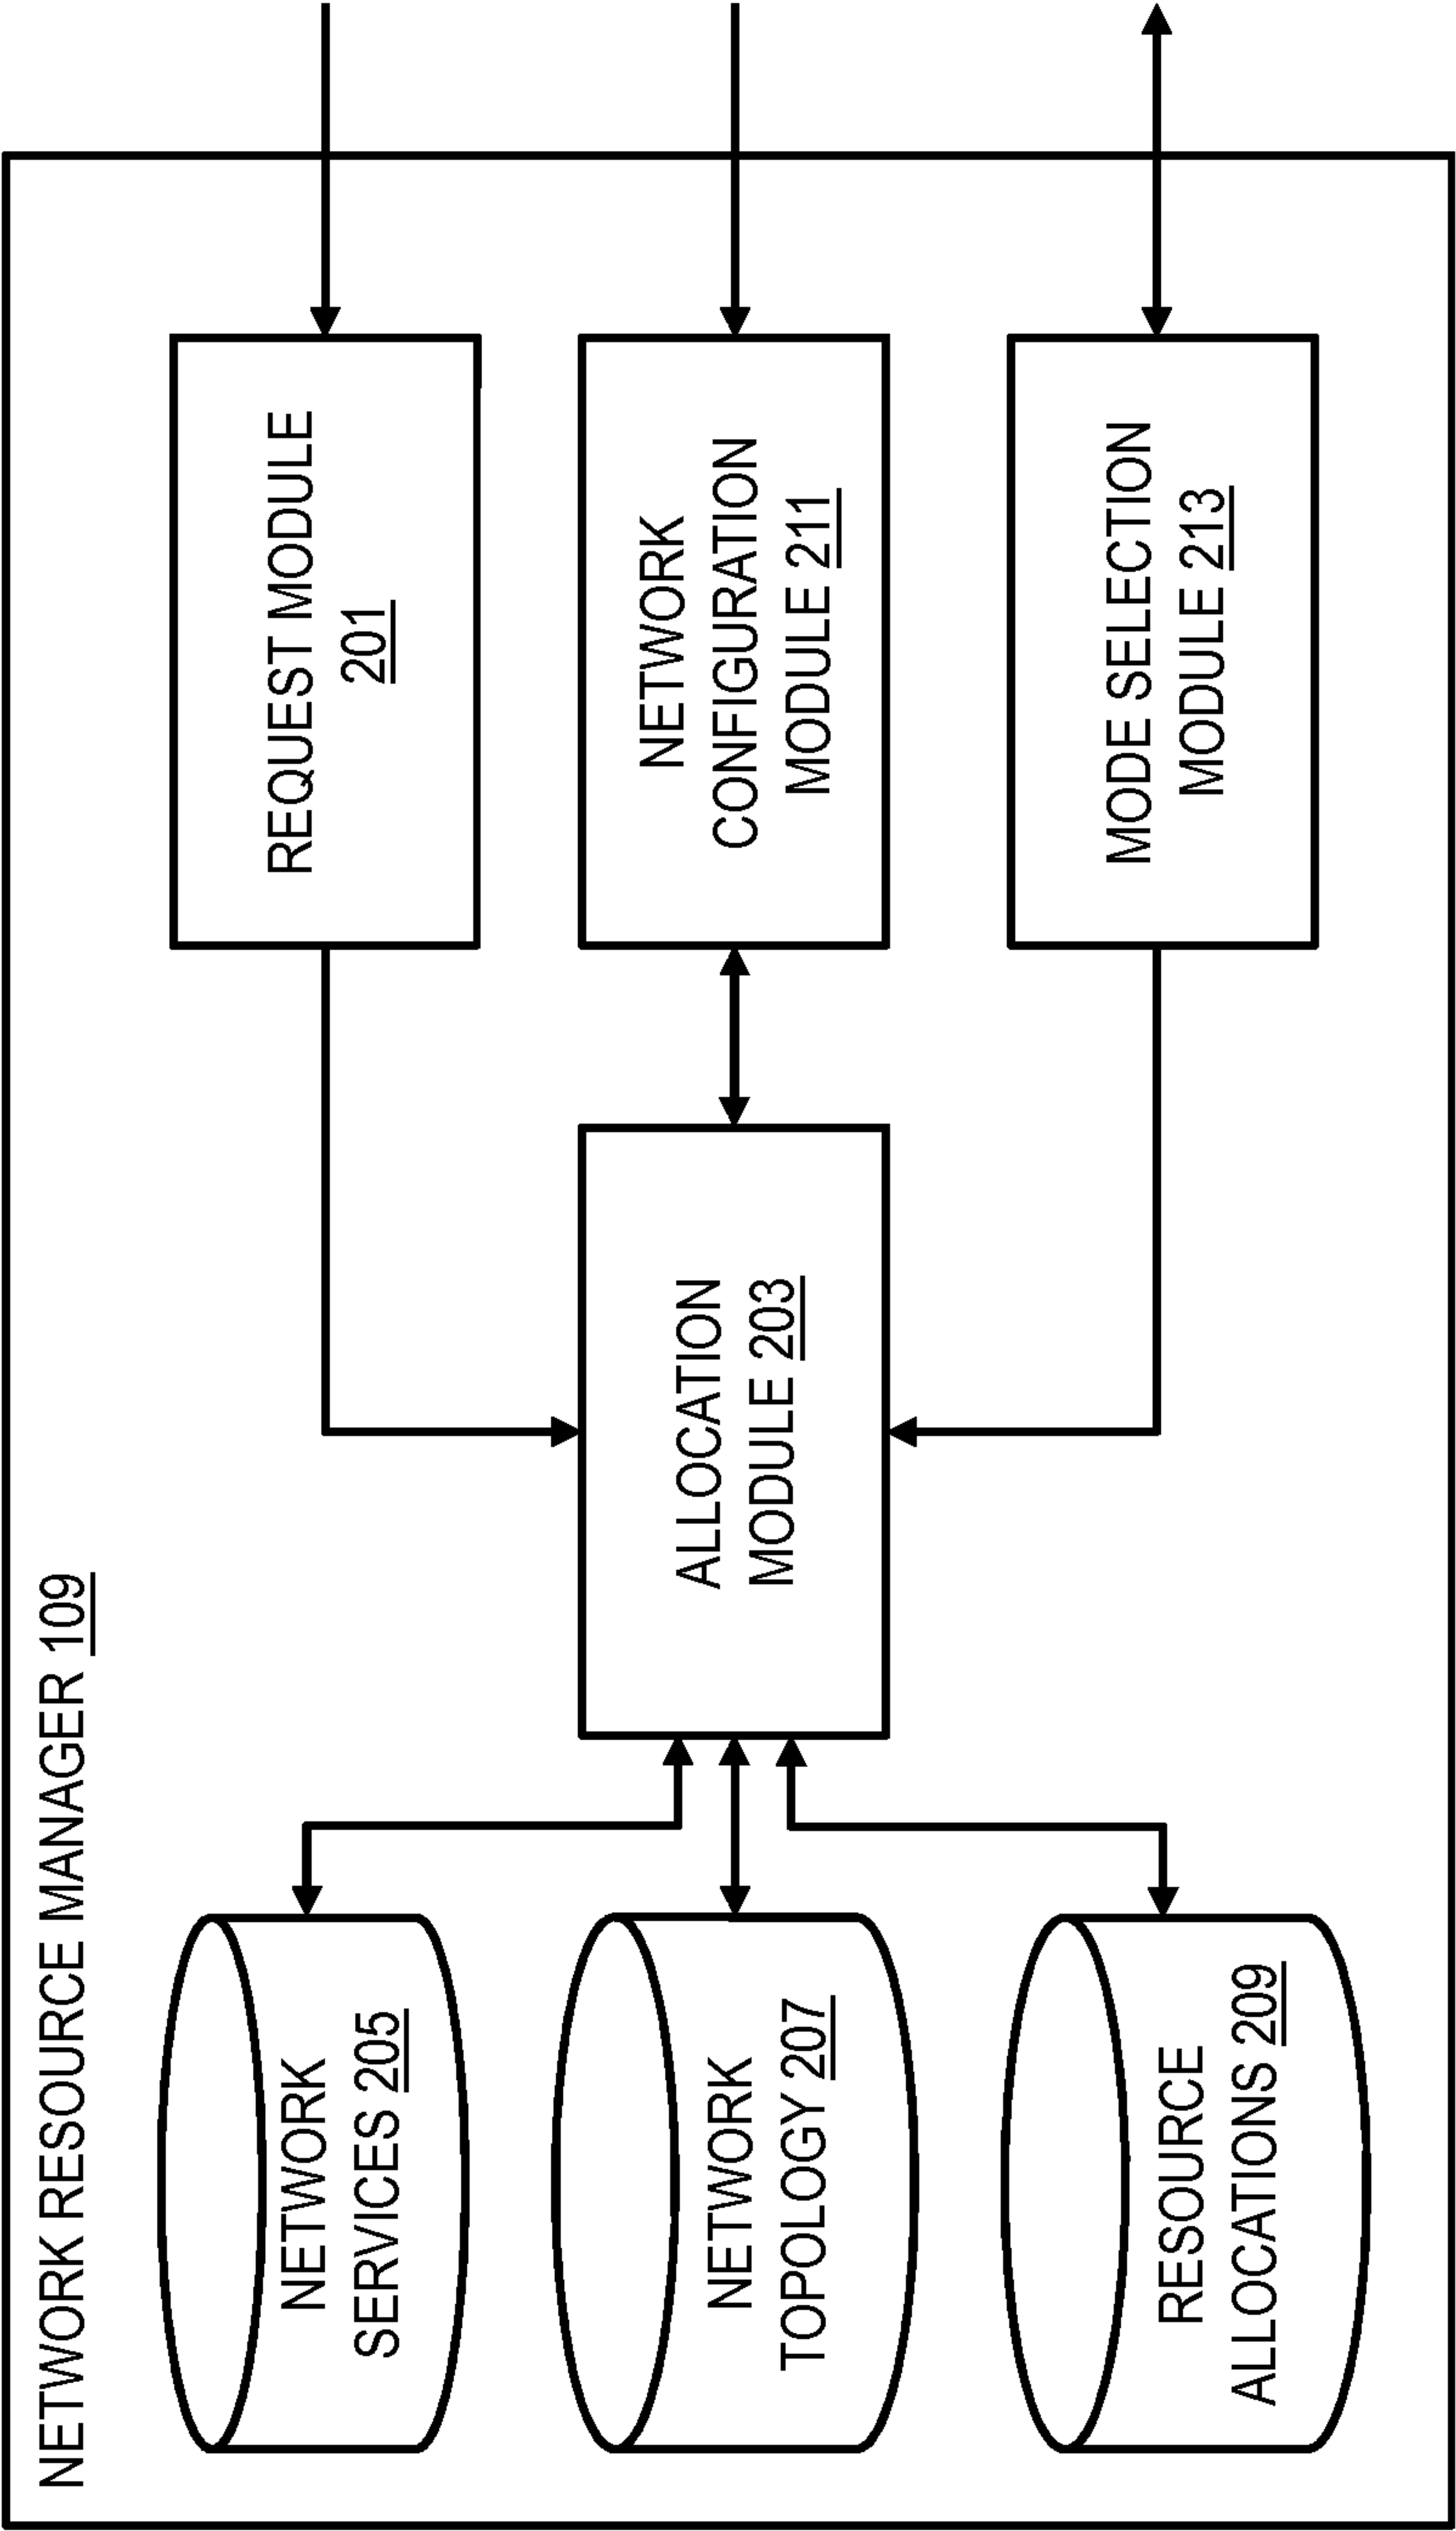 NETWORK RESOURCE MANAGER 109
NETWORK
SERVICES 205
NETWORK
TOPOLOGY 207
RESOURCE
ALLOCATIONS 209
ALLOCATION
MODULE 203
REQUEST MODULE
201
NETWORK
CONFIGURATION
MODULE 211
MODE SELECTION
MODULE 213